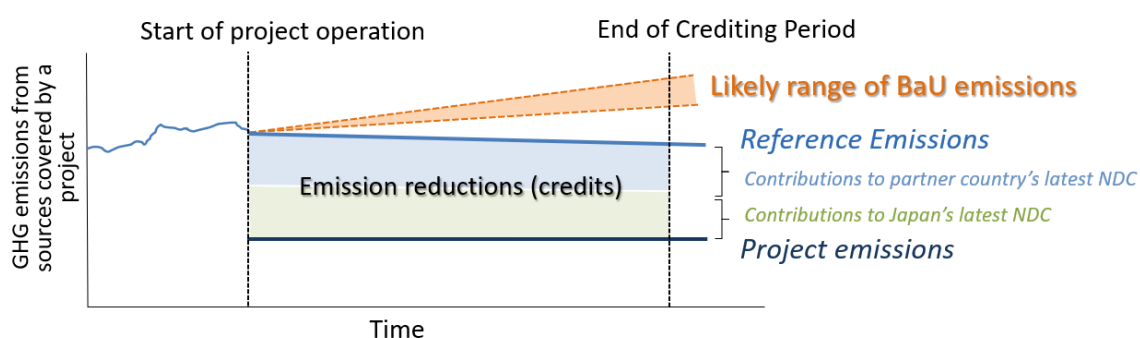 Start of project operation
End of Crediting Period
GHG emissions from
sources covered by a
project
Likely range of BaU emissions
Reference Emissions
Contributions to partner country's latest NDC
Emission reductions (credits)
Contributions to Japan's latest NDC
Project emissions
Time